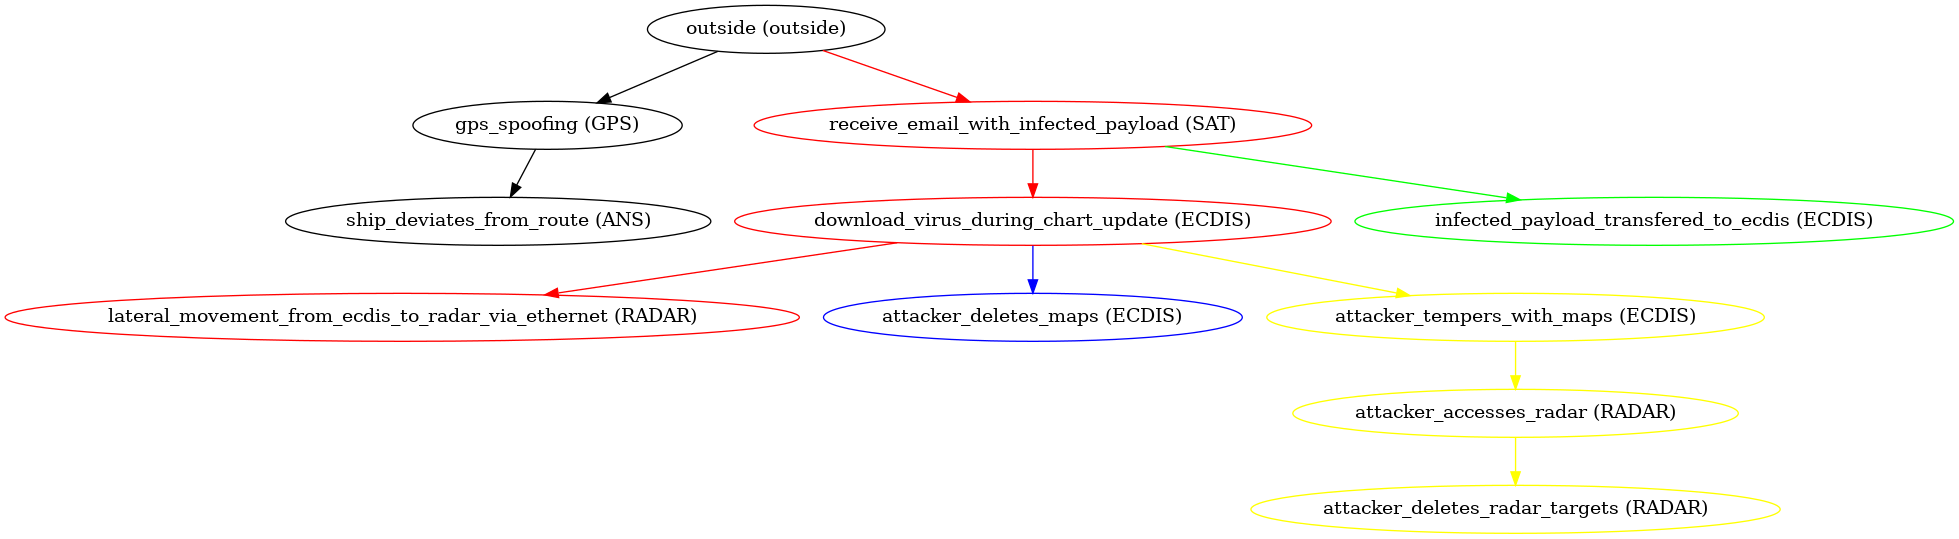 outside (outside)
gps_spoofing (GPS)
receive_email_with_infected_payload (SAT)
ship_deviates_from_route (ANS)
download_virus_during_chart_update (ECDIS)
infected_payload_transfered_to_ecdis (ECDIS)
lateral_movement_from_ecdis_to_radar_via_ethernet (RADAR)
attacker_deletes_maps (ECDIS)
attacker_tempers_with_maps (ECDIS)
attacker_accesses_radar (RADAR)
attacker_deletes_radar_targets (RADAR)